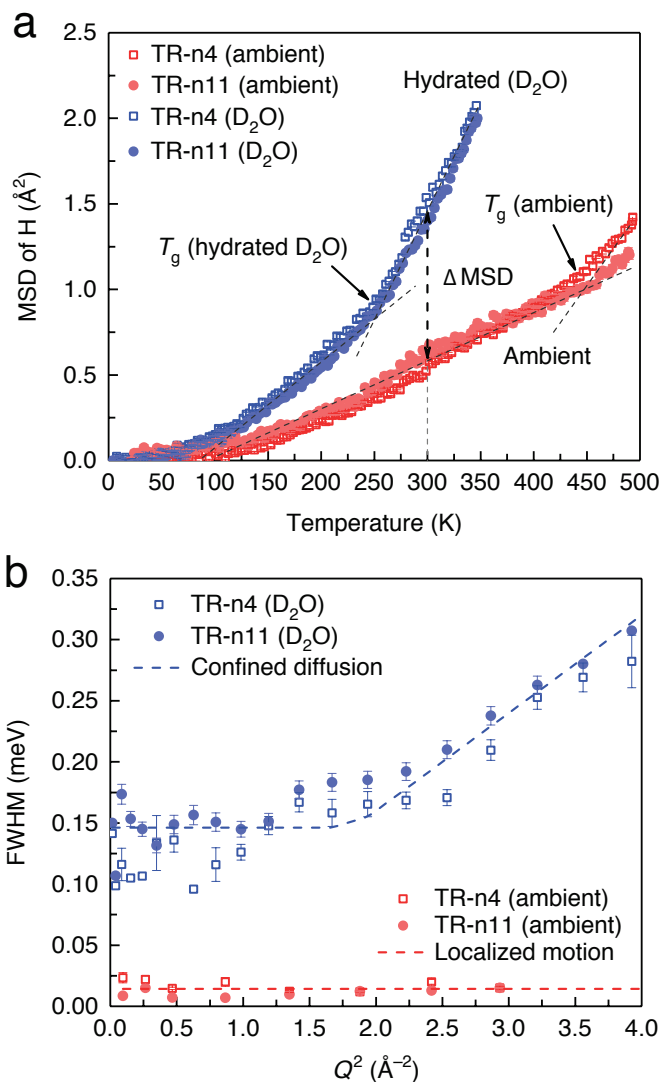 a
TR-n4 (ambient)
TR-n11 (ambient)
TR-n4 (D₂O)
TR-n11 (D₂O)
Hydrated (D₂O)
Tg (ambient)
Tg (hydrated D₂O)
Δ MSD
Ambient
MSD of H (Å²)
2.5
2.0
1.5
1.0
0.5
0.0
0 50 100 150 200 250 300 350 400 450 500
Temperature (K)
b
TR-n4 (D₂O)
TR-n11 (D₂O)
Confined diffusion
FWHM (meV)
0.35
0.30
0.25
0.20
0.15
0.10
0.05
0.00
TR-n4 (ambient)
TR-n11 (ambient)
Localized motion
0.0 0.5 1.0 1.5 2.0 2.5 3.0 3.5 4.0
Q² (Å⁻²)